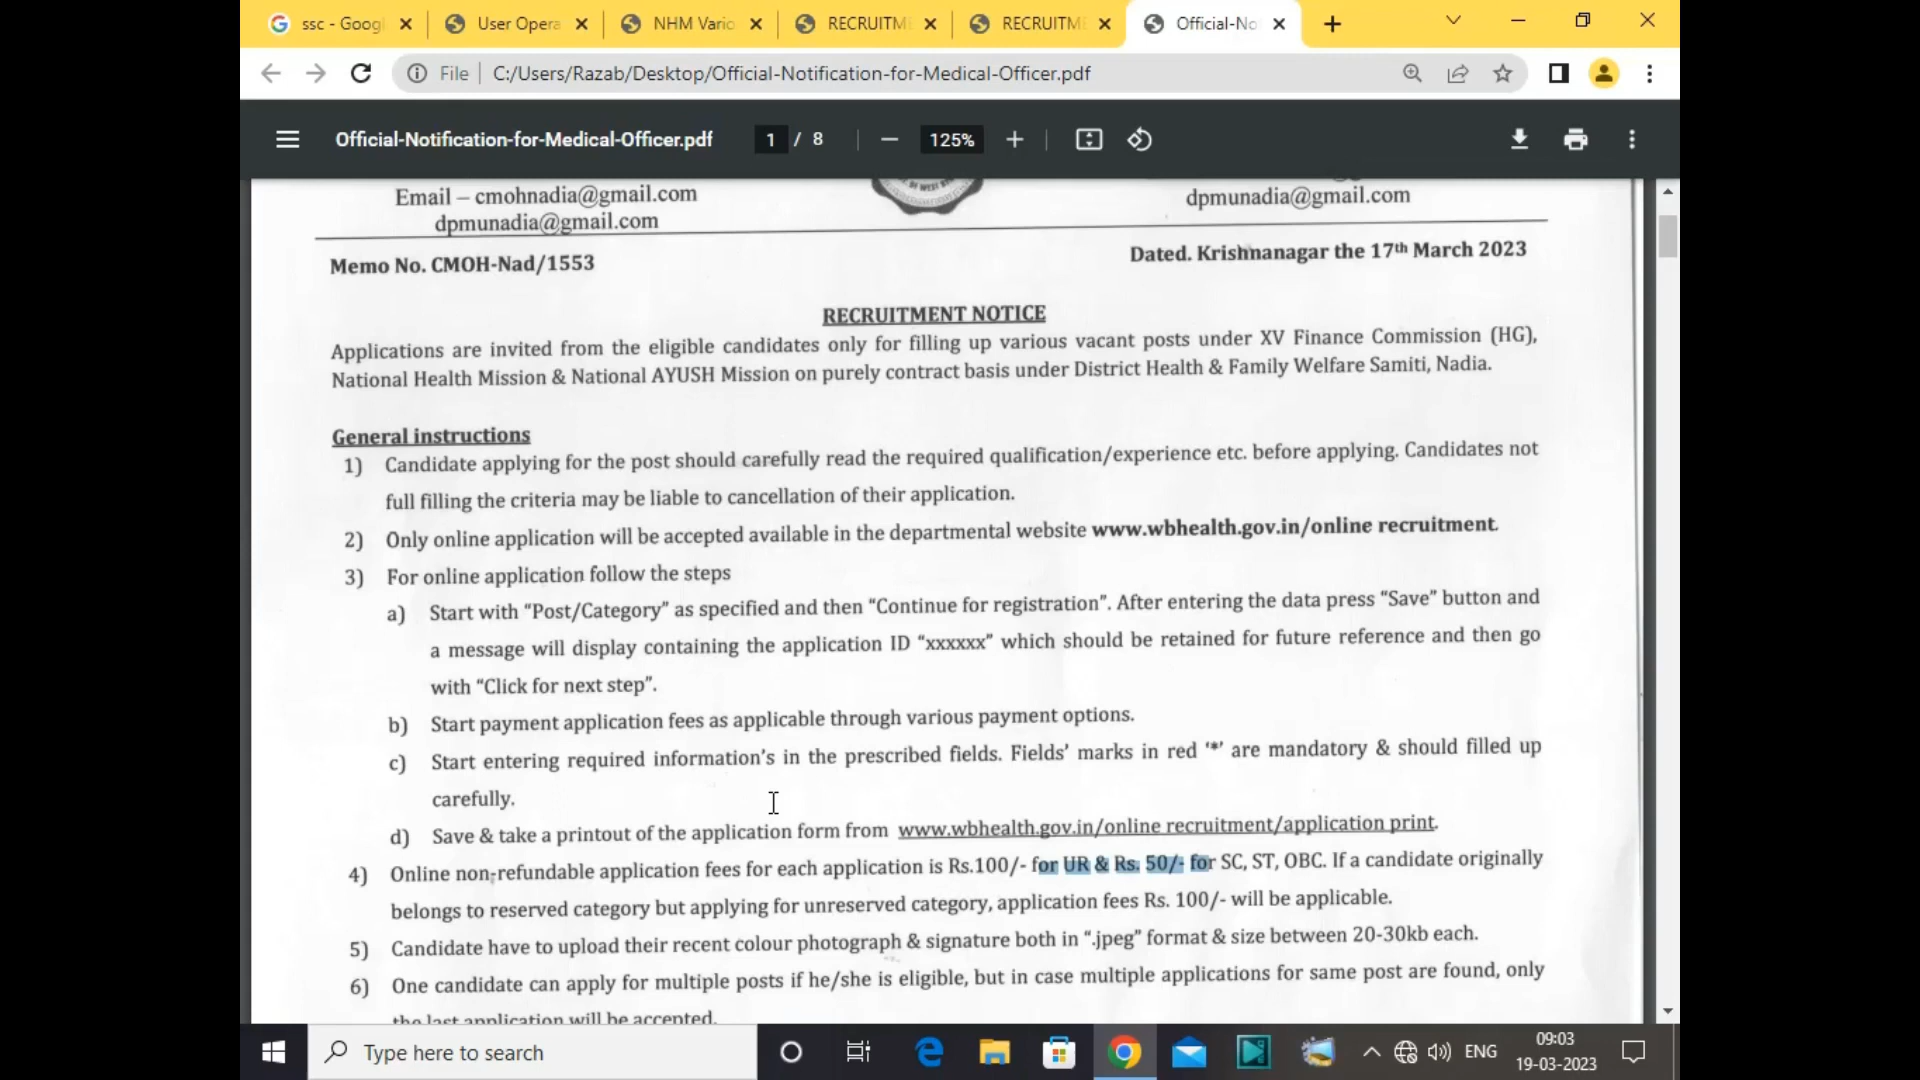 ssc - Goog
User Opera
NHM Vario
RECRUITM
RECRUITM
Official-No
File
C:/Users/Razab/Desktop/Official-Notification-for-Medical-Officer.pdf
Official-Notification-for-Medical-Officer.pdf
1 / 8
125%
Email – cmohnadia@gmail.com
dpmunadia@gmail.com
dpmunadia@gmail.com
Memo No. CMOH-Nad/1553
Dated. Krishnanagar the 17th March 2023
RECRUITMENT NOTICE
Applications are invited from the eligible candidates only for filling up various vacant posts under XV Finance Commission (HG),
National Health Mission & National AYUSH Mission on purely contract basis under District Health & Family Welfare Samiti, Nadia.
General instructions
1) Candidate applying for the post should carefully read the required qualification/experience etc. before applying. Candidates not
full filling the criteria may be liable to cancellation of their application.
2) Only online application will be accepted available in the departmental website www.wbhealth.gov.in/online recruitment.
3) For online application follow the steps
a) Start with “Post/Category” as specified and then “Continue for registration”. After entering the data press “Save” button and
a message will display containing the application ID “xxxxxx” which should be retained for future reference and then go
with “Click for next step”.
b) Start payment application fees as applicable through various payment options.
c) Start entering required information's in the prescribed fields. Fields' marks in red '*' are mandatory & should filled up
carefully.
d) Save & take a printout of the application form from www.wbhealth.gov.in/online recruitment/application print.
4) Online non-refundable application fees for each application is Rs.100/- for UR & Rs. 50/- for SC, ST, OBC. If a candidate originally
belongs to reserved category but applying for unreserved category, application fees Rs. 100/- will be applicable.
5) Candidate have to upload their recent colour photograph & signature both in “.jpeg” format & size between 20-30kb each.
6) One candidate can apply for multiple posts if he/she is eligible, but in case multiple applications for same post are found, only
the last application will be accepted.
Type here to search
ENG
09:03
19-03-2023